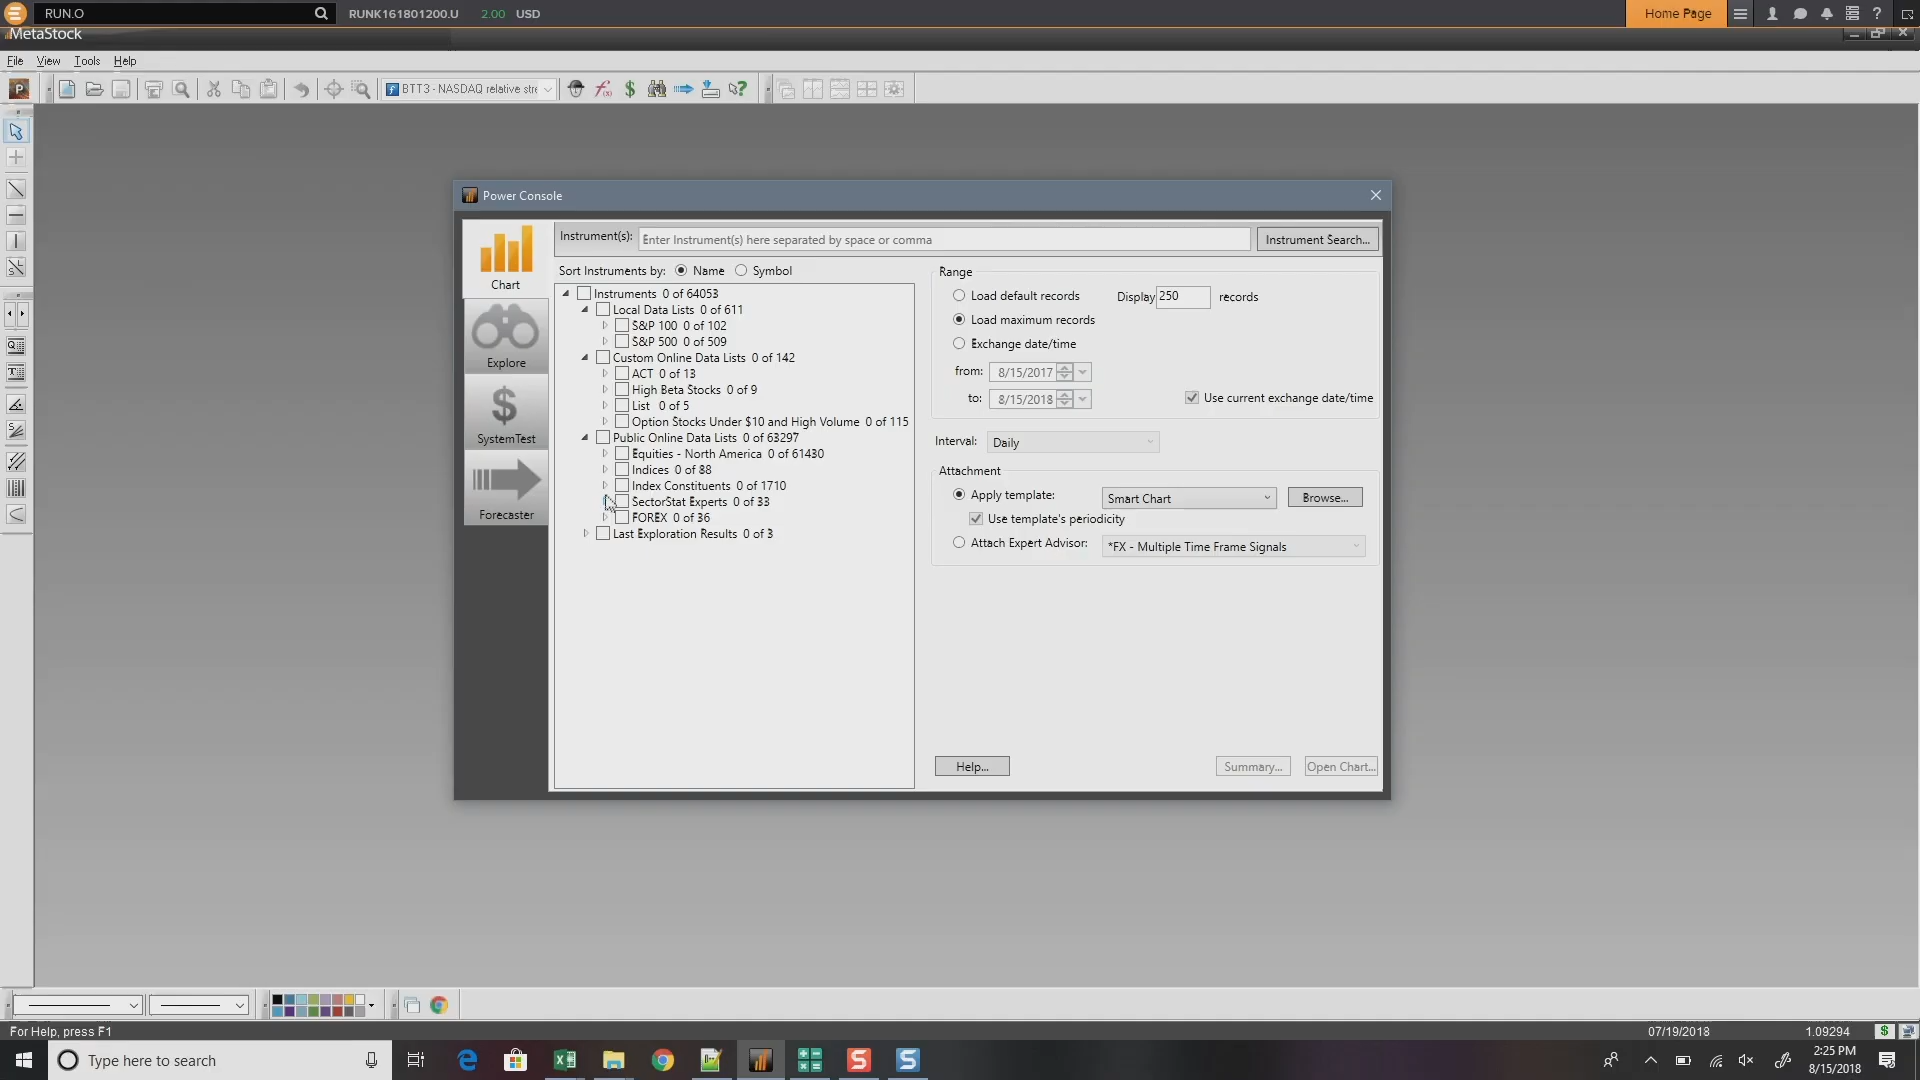 RUN.O
RUNK161801200.U 2.00 USD
Home Page
MetaStock
File View Tools Help
BTT3 - NASDAQ relative stre
Power Console
Chart
Explore
SystemTest
Forecaster
Instrument(s): Enter Instrument(s) here separated by space or comma Instrument Search...
Sort Instruments by: Name Symbol
Instruments 0 of 64053
Local Data Lists 0 of 611
S&P 100 0 of 102
S&P 500 0 of 509
Custom Online Data Lists 0 of 142
ACT 0 of 13
High Beta Stocks 0 of 9
List 0 of 5
Option Stocks Under $10 and High Volume 0 of 115
Public Online Data Lists 0 of 63297
Equities - North America 0 of 61430
Indices 0 of 88
Index Constituents 0 of 1710
SectorStat Experts 0 of 33
FOREX 0 of 36
Last Exploration Results 0 of 3
Range
Load default records Display 250 records
Load maximum records
Exchange date/time
from: 8/15/2017
to: 8/15/2018 Use current exchange date/time
Interval: Daily
Attachment
Apply template: Smart Chart Browse...
Use template's periodicity
Attach Expert Advisor: *FX - Multiple Time Frame Signals
Help... Summary... Open Chart...
For Help, press F1 07/19/2018 1.09294
Type here to search
2:25 PM
8/15/2018